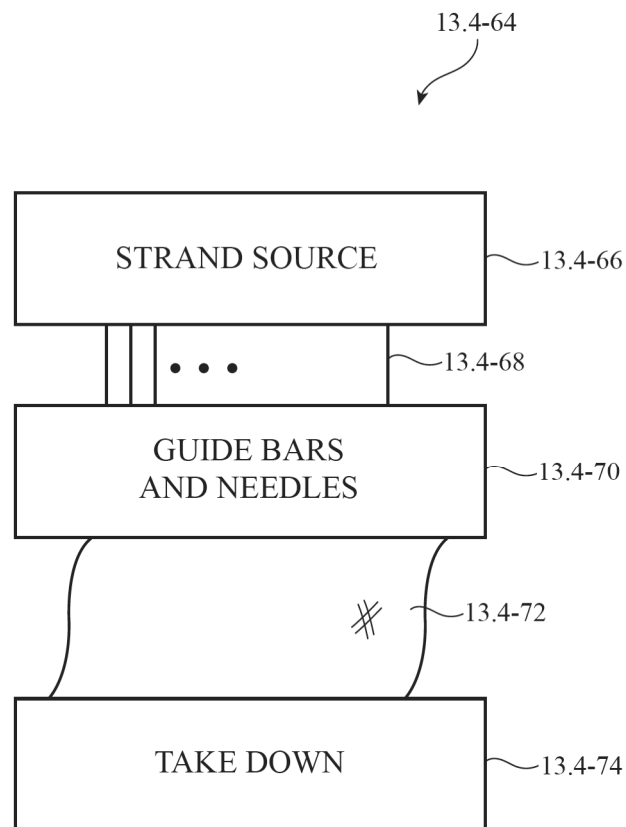 13.4-64
STRAND SOURCE
13.4-66
13.4-68
GUIDE BARS
AND NEEDLES
13.4-70
13.4-72
TAKE DOWN
13.4-74